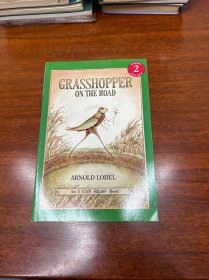 GRASSHOPPER
ON THE ROAD
2
ARNOLD LOBEL
An I CAN READ Book